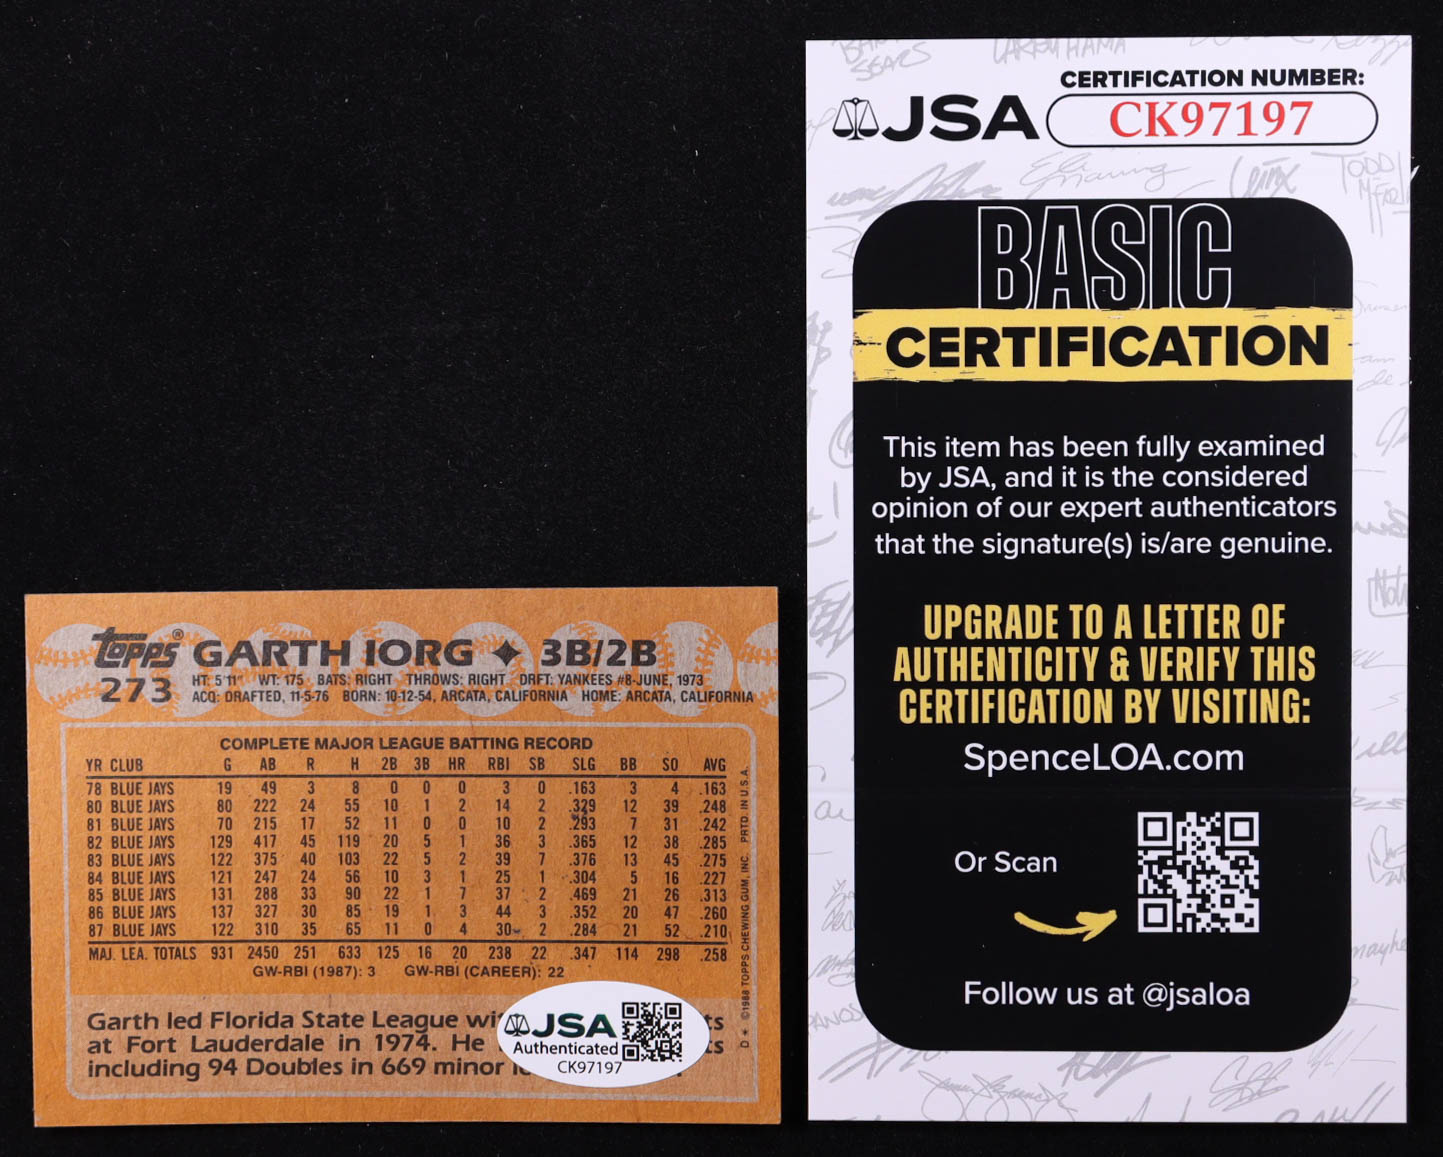 topps® GARTH IORG ✦ 3B/2B
273
HT: 5'11" WT: 175 BATS: RIGHT THROWS: RIGHT DRFT: YANKEES #8-JUNE, 1973
ACQ: DRAFTED, 11-5-76 BORN: 10-12-54, ARCATA, CALIFORNIA HOME: ARCATA, CALIFORNIA
COMPLETE MAJOR LEAGUE BATTING RECORD
YR CLUB G AB R H 2B 3B HR RBI SB SLG BB SO AVG
78 BLUE JAYS 19 49 3 8 0 0 0 3 0 .163 3 4 .163
80 BLUE JAYS 80 222 24 55 10 1 2 14 2 .329 12 39 .248
81 BLUE JAYS 70 215 17 52 11 0 0 10 2 .293 7 31 .242
82 BLUE JAYS 129 417 45 119 20 5 1 36 3 .365 12 38 .285
83 BLUE JAYS 122 375 40 103 22 5 2 39 7 .376 13 45 .275
84 BLUE JAYS 121 247 24 56 10 3 1 25 1 .304 5 16 .227
85 BLUE JAYS 131 288 33 90 22 1 7 37 2 .469 21 26 .313
86 BLUE JAYS 137 327 30 85 19 1 3 44 3 .352 20 47 .260
87 BLUE JAYS 122 310 35 65 11 0 4 30 2 .284 21 52 .210
MAJ. LEA. TOTALS 931 2450 251 633 125 16 20 238 22 .347 114 298 .258
GW-RBI (1987): 3 GW-RBI (CAREER): 22
Garth led Florida State League
at Fort Lauderdale in 1974. He
including 94 Doubles in 669 minor
D * ©1988 TOPPS CHEWING GUM, INC. PRTD. IN U.S.A.
JSA
Authenticated
CK97197
JSA
CERTIFICATION NUMBER:
CK97197
BASIC
CERTIFICATION
This item has been fully examined
by JSA, and it is the considered
opinion of our expert authenticators
that the signature(s) is/are genuine.
UPGRADE TO A LETTER OF
AUTHENTICITY & VERIFY THIS
CERTIFICATION BY VISITING:
SpenceLOA.com
Or Scan
Follow us at @jsaloa